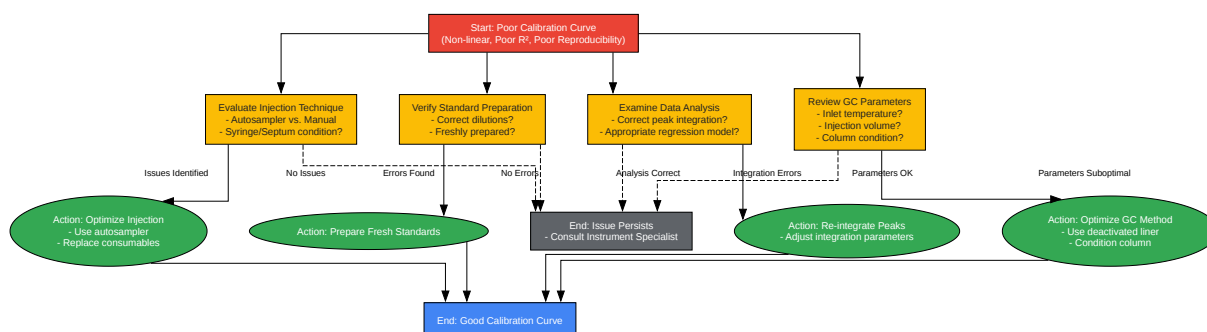 Start: Poor Calibration Curve
(Non-linear, Poor R², Poor Reproducibility)
Evaluate Injection Technique
- Autosampler vs. Manual
- Syringe/Septum condition?
Verify Standard Preparation
- Correct dilutions?
- Freshly prepared?
Examine Data Analysis
- Correct peak integration?
- Appropriate regression model?
Review GC Parameters
- Inlet temperature?
- Injection volume?
- Column condition?
Issues Identified
No Issues
Errors Found
No Errors
Analysis Correct
Integration Errors
Parameters OK
Parameters Suboptimal
Action: Optimize Injection
- Use autosampler
- Replace consumables
Action: Prepare Fresh Standards
End: Issue Persists
- Consult Instrument Specialist
Action: Re-integrate Peaks
- Adjust integration parameters
Action: Optimize GC Method
- Use deactivated liner
- Condition column
End: Good Calibration Curve